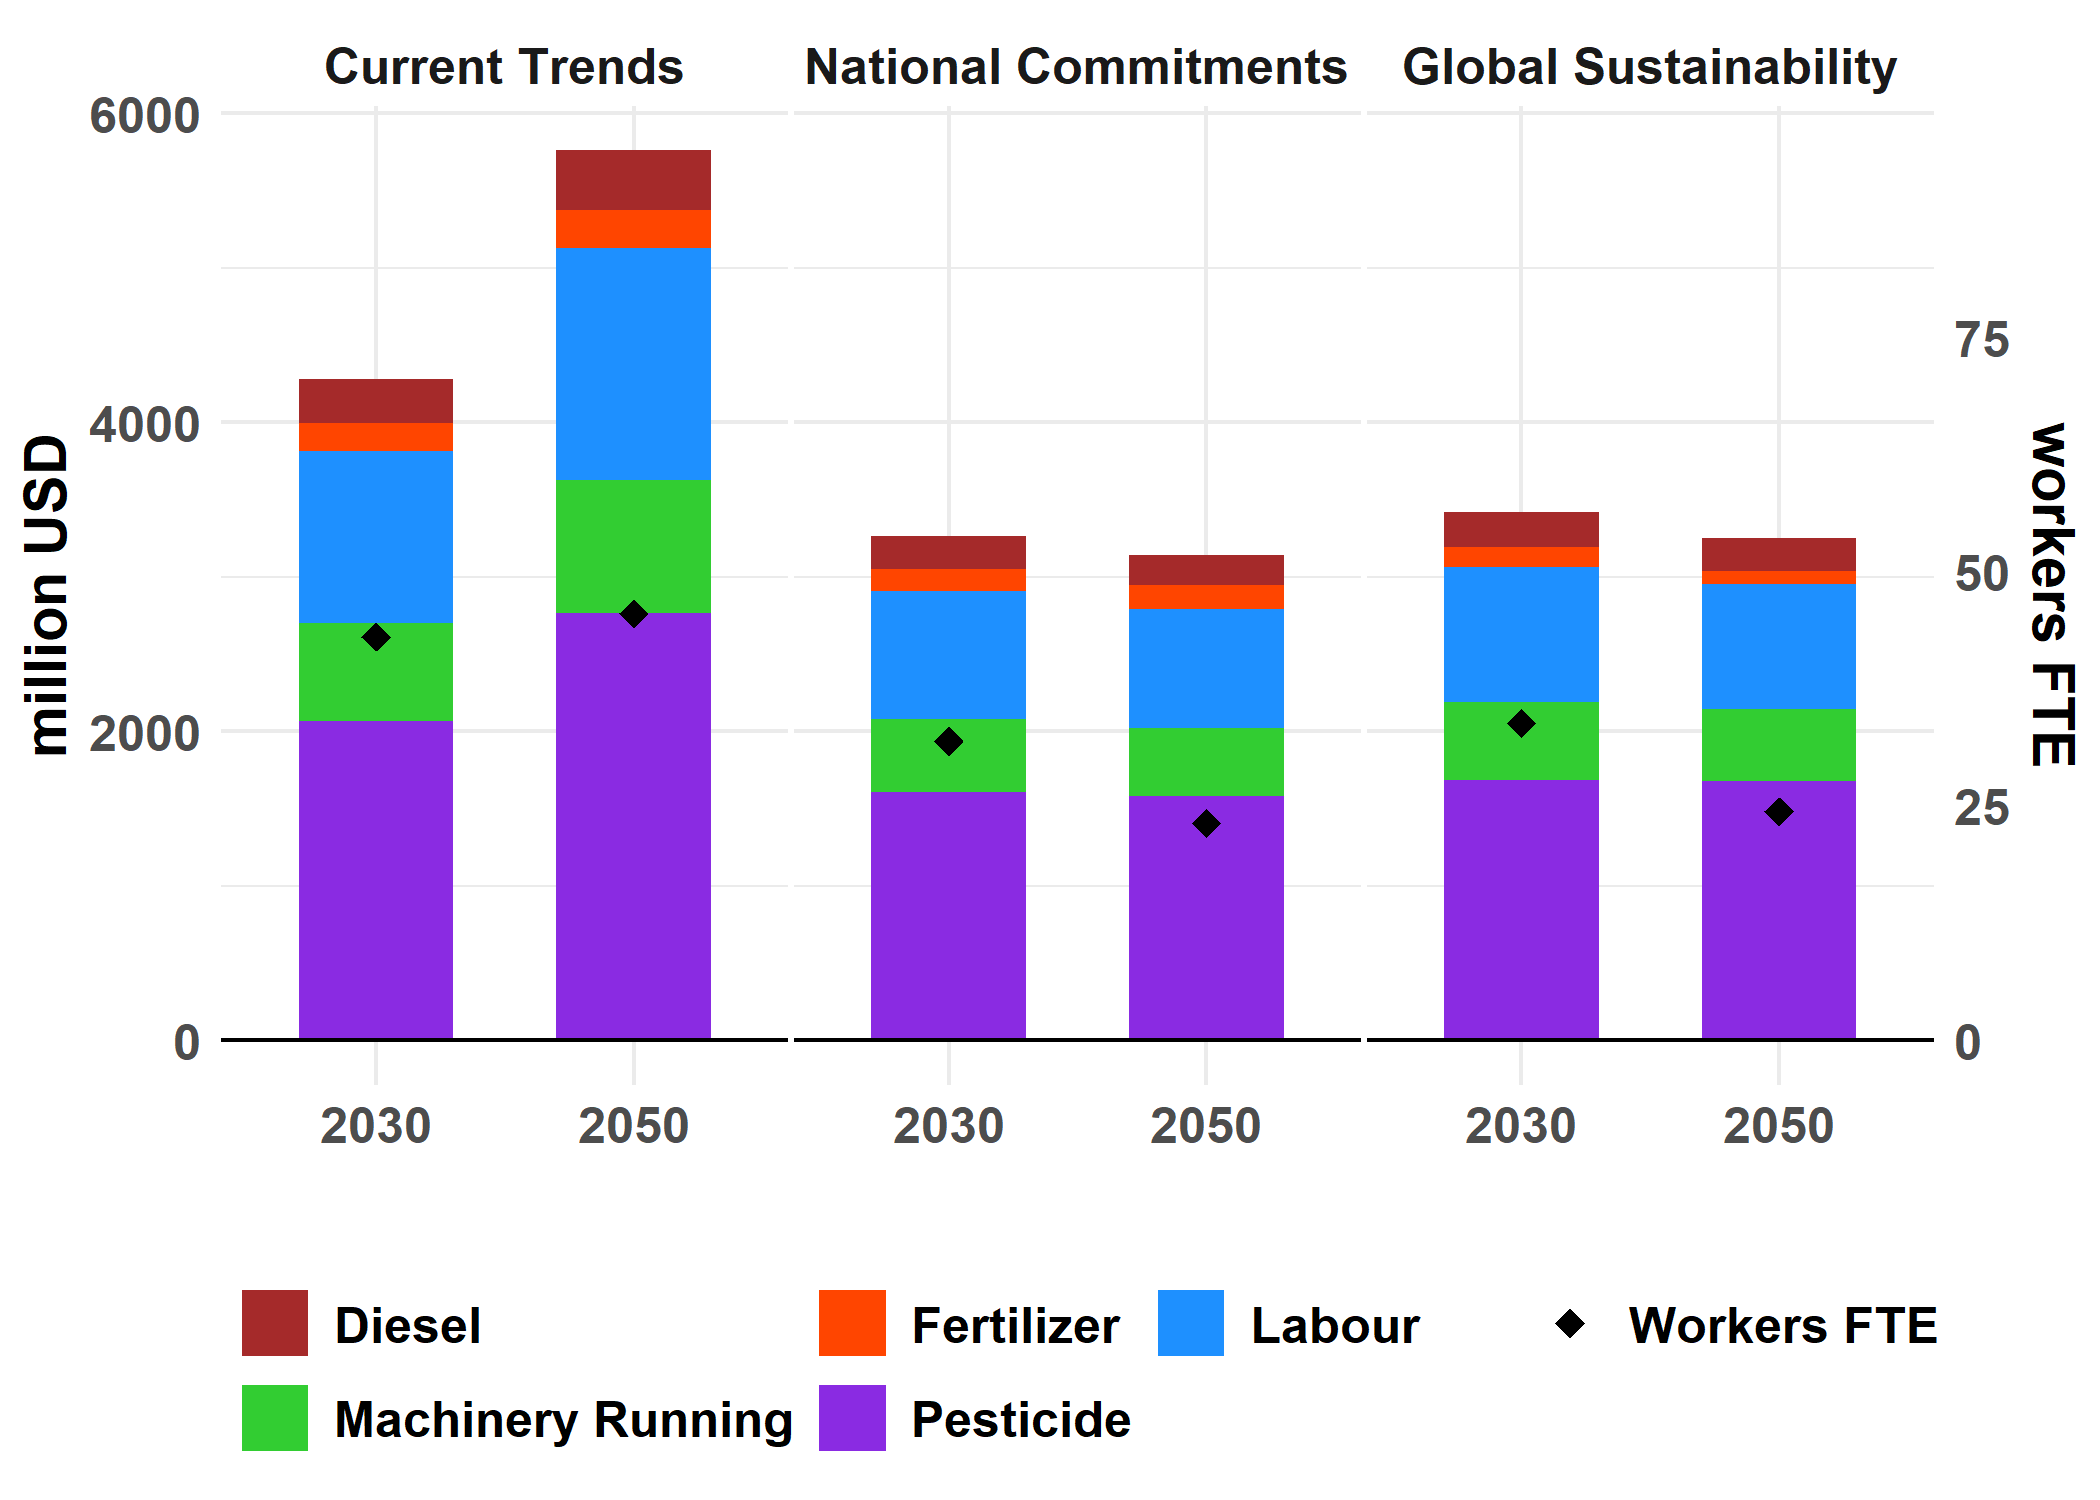 Current Trends
National Commitments
Global Sustainability
6000
4000
2000
0
million USD
75
50
25
0
workers FTE
2030
2050
2030
2050
2030
2050
Diesel
Fertilizer
Labour
Workers FTE
Machinery Running
Pesticide